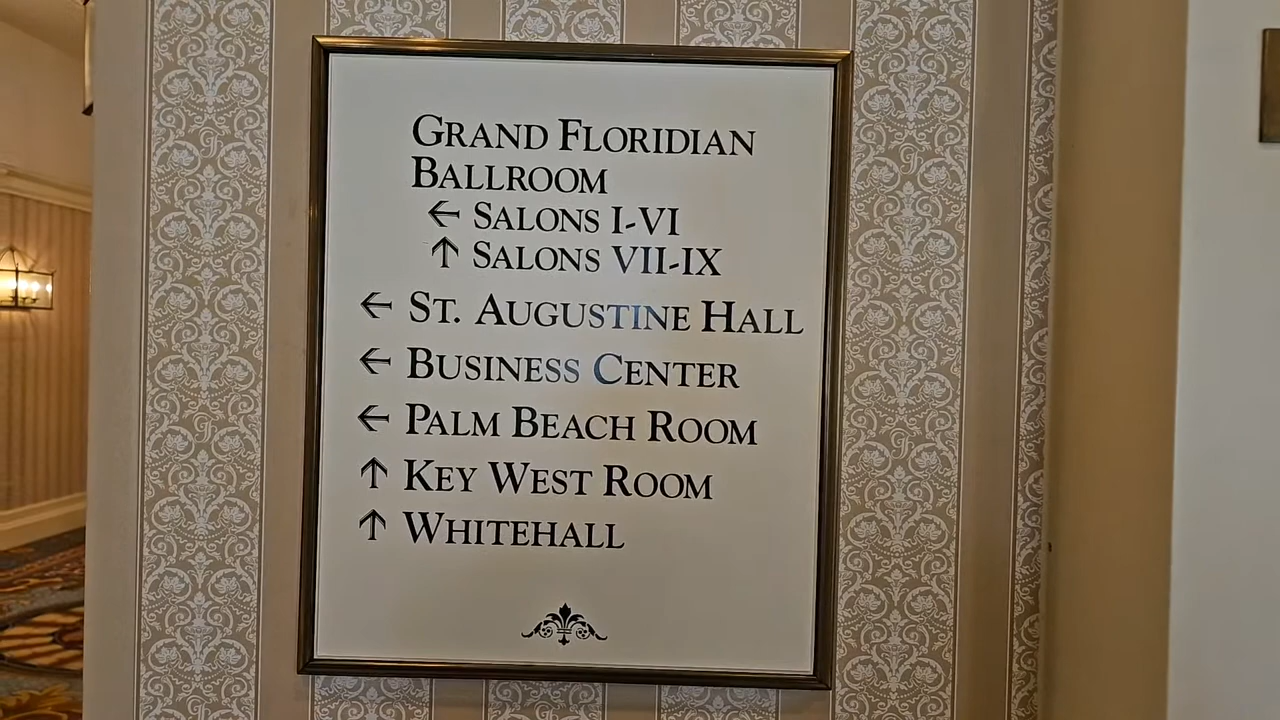 GRAND FLORIDIAN
BALLROOM
← SALONS I-VI
↑ SALONS VII-IX
← ST. AUGUSTINE HALL
← BUSINESS CENTER
← PALM BEACH ROOM
↑ KEY WEST ROOM
↑ WHITEHALL